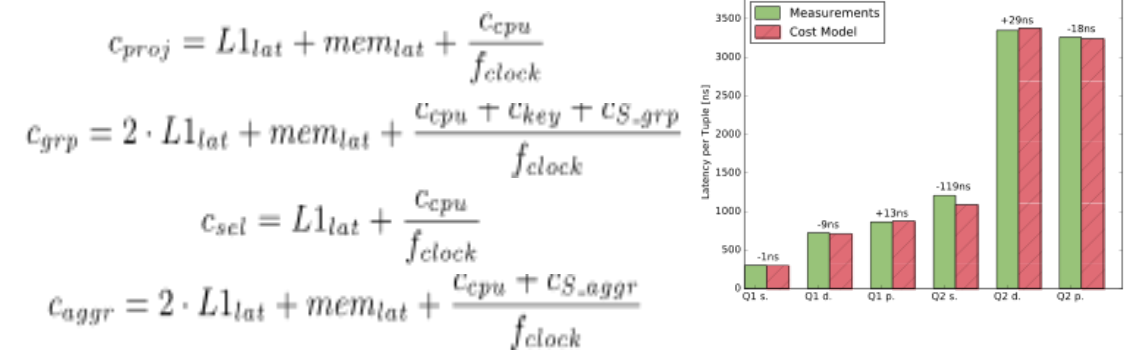 c_proj = L1_lat + mem_lat + c_cpu / f_clock
c_grp = 2 · L1_lat + mem_lat + (c_cpu + c_key + c_S_grp) / f_clock
c_sel = L1_lat + c_cpu / f_clock
c_aggr = 2 · L1_lat + mem_lat + (c_cpu + c_S_aggr) / f_clock
Measurements
Cost Model
Latency per Tuple [ns]
3500
3000
2500
2000
1500
1000
500
0
-1ns
-9ns
+13ns
-119ns
+29ns
-18ns
Q1 s. Q1 d. Q1 p. Q2 s. Q2 d. Q2 p.